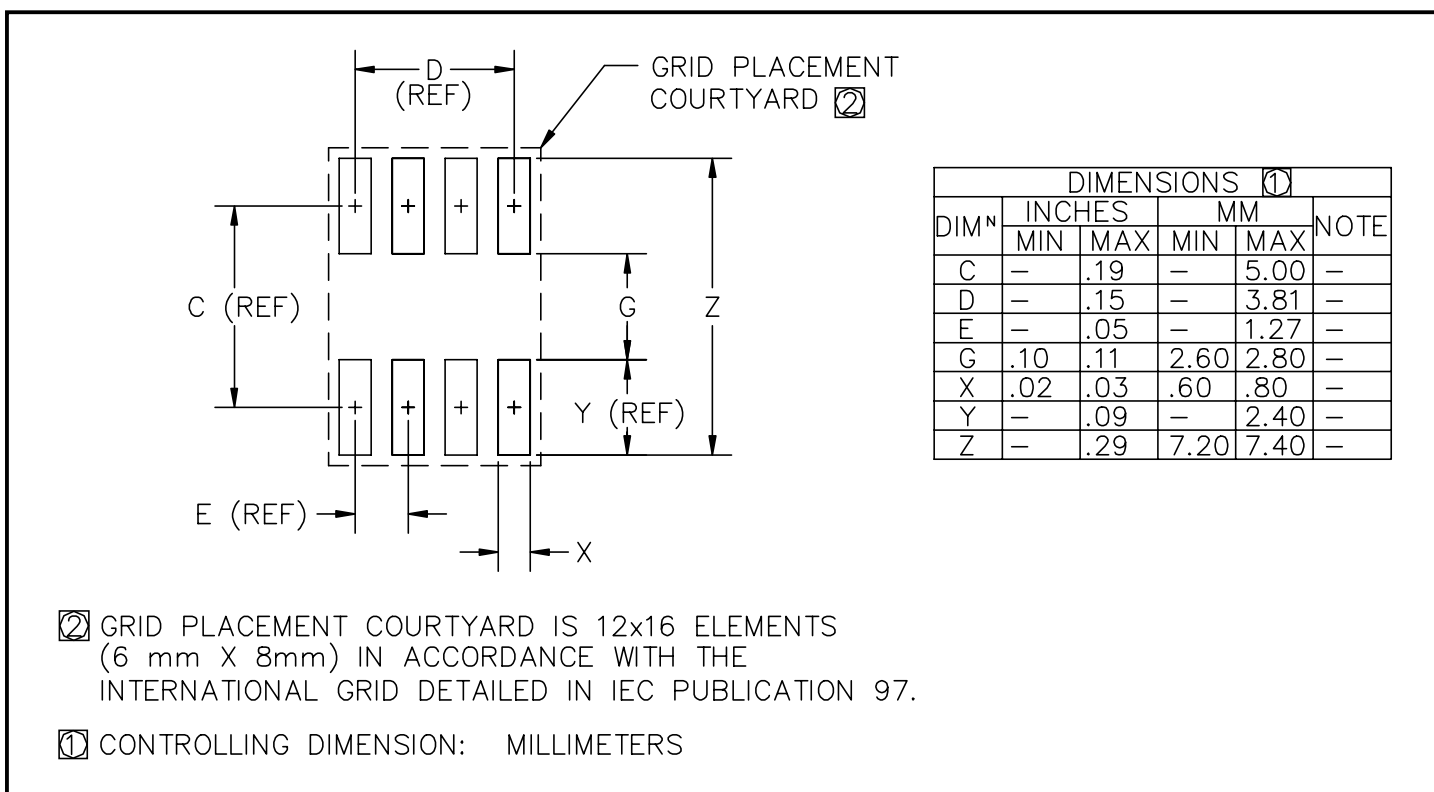 D
(REF)
GRID PLACEMENT
COURTYARD 2
C (REF)
G
Z
Y (REF)
E (REF)
X
DIMENSIONS 1
DIMᴺ INCHES MM NOTE
MIN MAX MIN MAX
C – .19 – 5.00 –
D – .15 – 3.81 –
E – .05 – 1.27 –
G .10 .11 2.60 2.80 –
X .02 .03 .60 .80 –
Y – .09 – 2.40 –
Z – .29 7.20 7.40 –
2 GRID PLACEMENT COURTYARD IS 12x16 ELEMENTS
(6 mm X 8mm) IN ACCORDANCE WITH THE
INTERNATIONAL GRID DETAILED IN IEC PUBLICATION 97.
1 CONTROLLING DIMENSION: MILLIMETERS